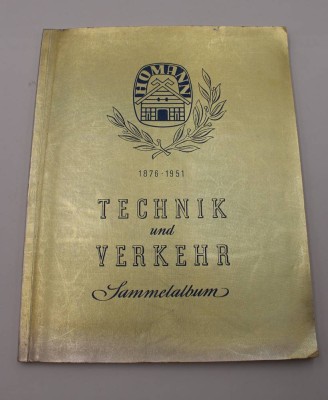 HOMANN
1876-1951
TECHNIK
und
VERKEHR
Sammelalbum